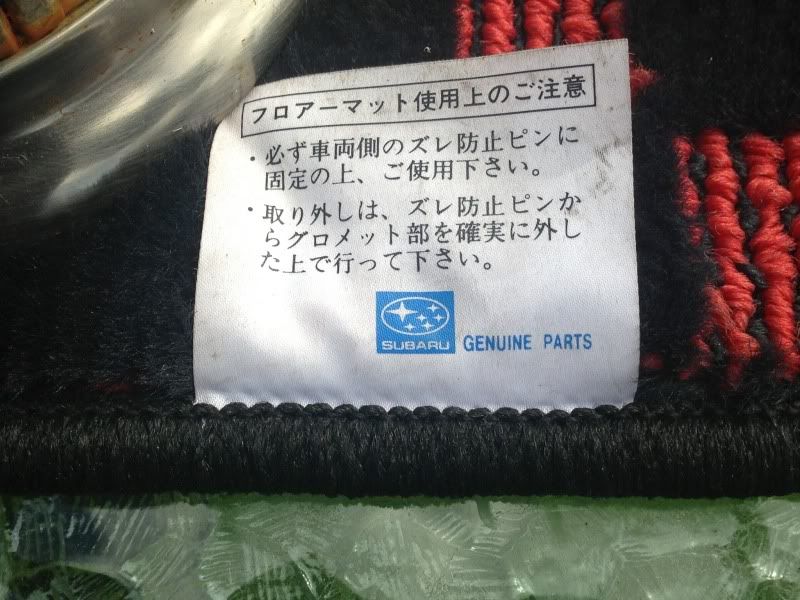 フロアーマット使用上のご注意
・必ず車両側のズレ防止ピンに
固定の上、ご使用下さい。
・取り外しは、ズレ防止ピンか
らグロメット部を確実に外し
た上で行って下さい。
SUBARU GENUINE PARTS